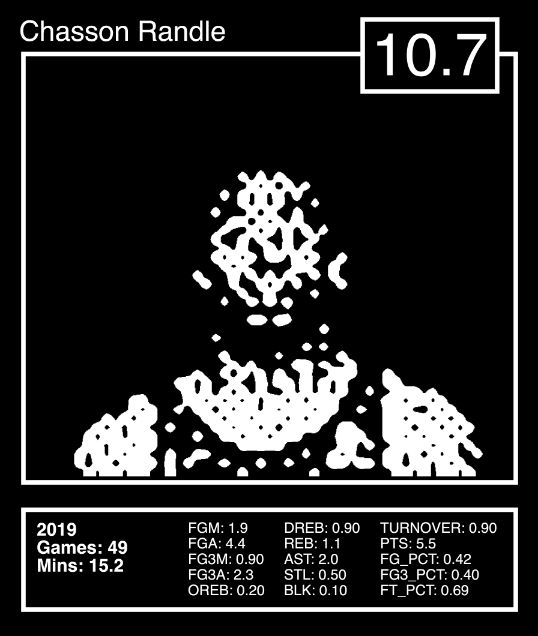 Chasson Randle
10.7
2019
Games: 49
Mins: 15.2
FGM: 1.9
FGA: 4.4
FG3M: 0.90
FG3A: 2.3
OREB: 0.20
DREB: 0.90
REB: 1.1
AST: 2.0
STL: 0.50
BLK: 0.10
TURNOVER: 0.90
PTS: 5.5
FG_PCT: 0.42
FG3_PCT: 0.40
FT_PCT: 0.69